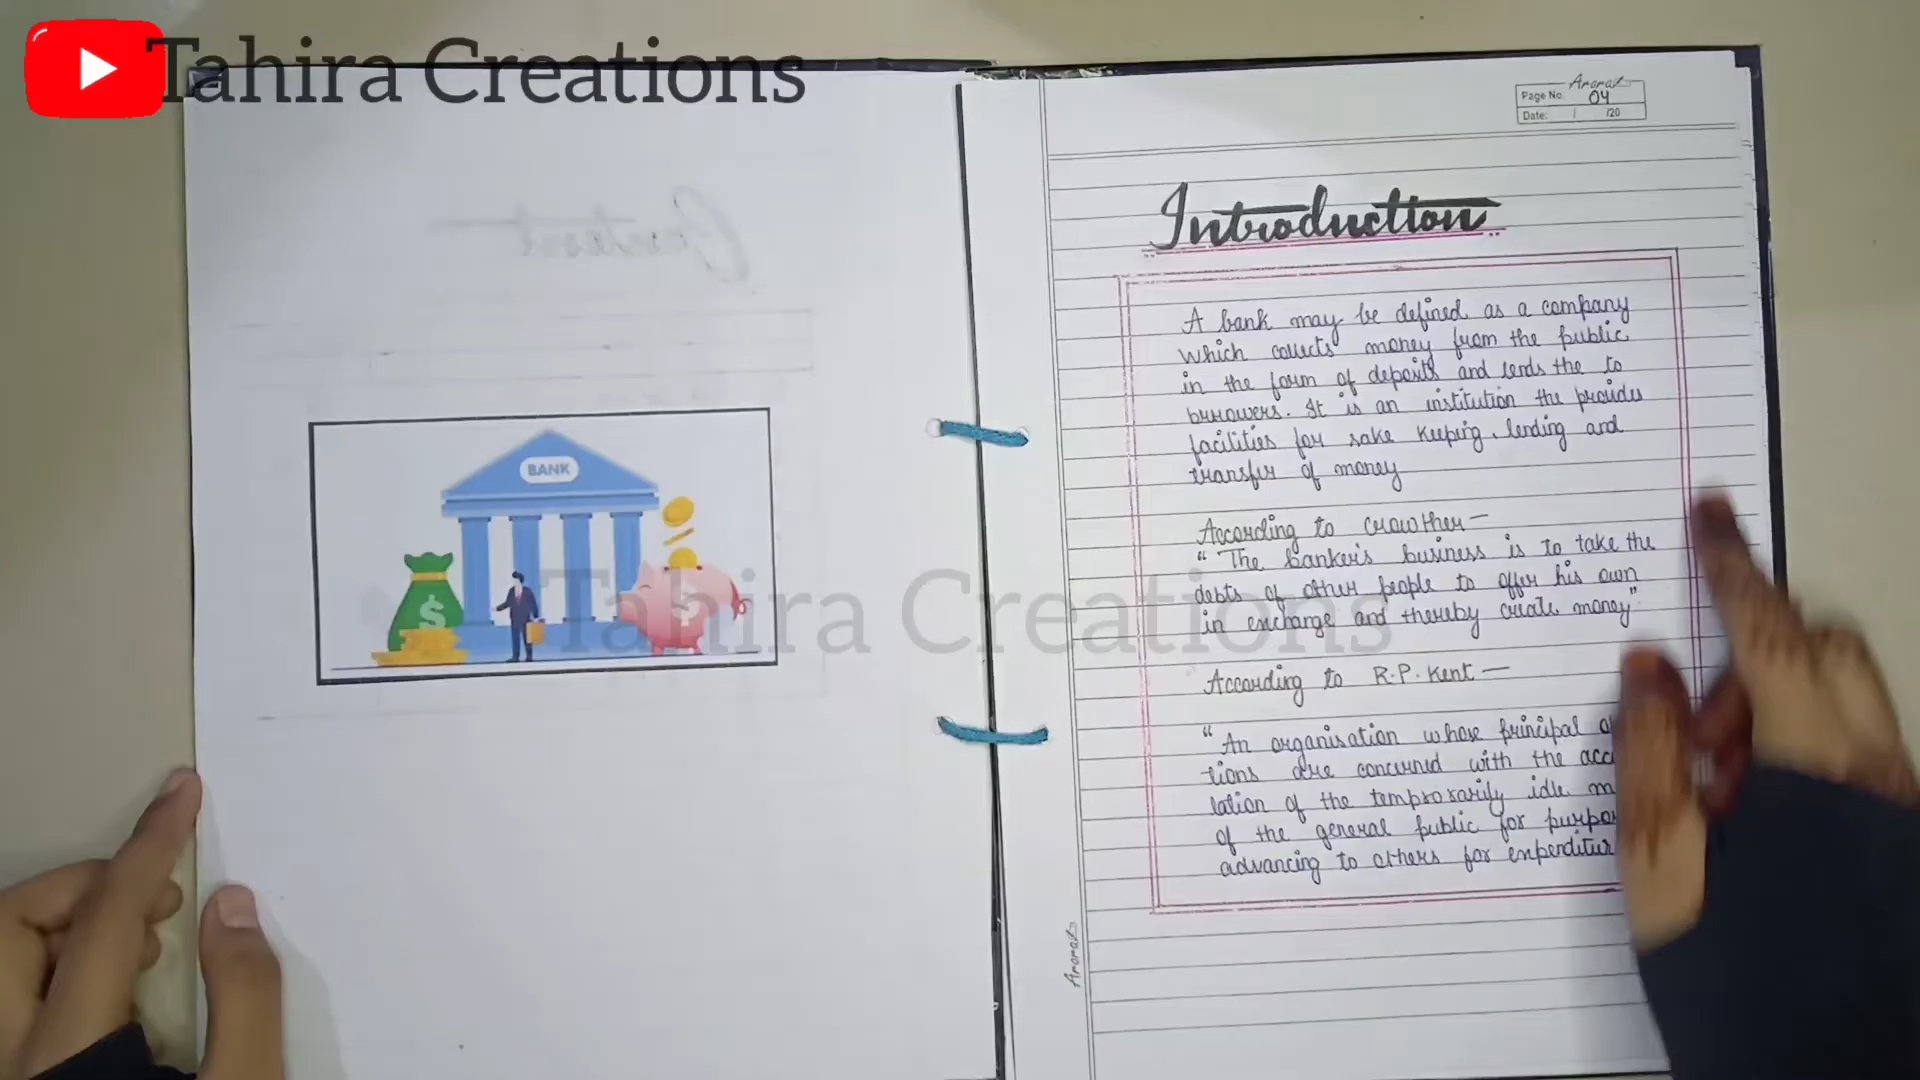 Tahira Creations
BANK
$
Page No. 04
Date: / /20
Introduction
A bank may be defined as a company
which collects money from the public
in the form of deposits and lends the to
burrowers. It is an institution the provides
facilities for sake keeping, lending and
transfer of money
According to crowther—
“The banker's business is to take the
debts of other people to offer his own
in exchange and thereby create money”
According to R.P. Kent —
“An organisation whose principal
tions are concerned with the
lation of the temprosarily idle
of the general public for
advancing to others for
Tahira Creations